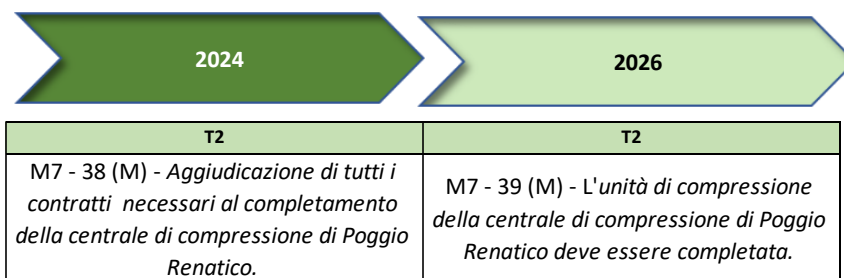 2024
2026
T2
T2
M7 - 38 (M) - Aggiudicazione di tutti i
contratti necessari al completamento
della centrale di compressione di Poggio
Renatico.
M7 - 39 (M) - L'unità di compressione
della centrale di compressione di Poggio
Renatico deve essere completata.